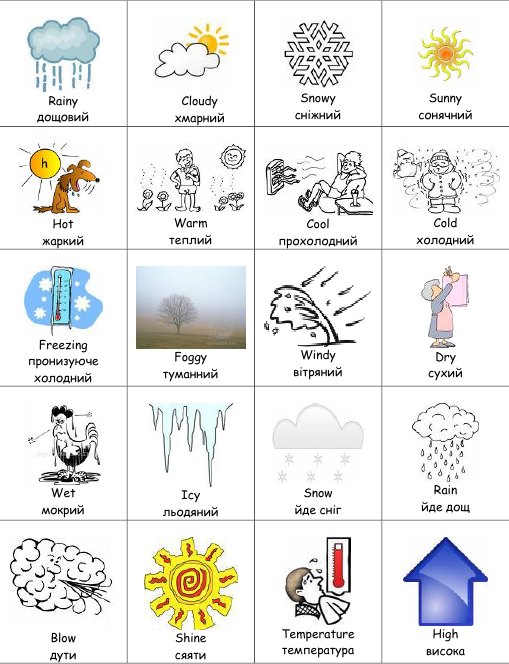 Rainy
дощовий
Cloudy
хмарний
Snowy
сніжний
Sunny
сонячний
h
Hot
жаркий
Warm
теплий
Cool
прохолодний
Cold
холодний
Freezing
пронизуюче
холодний
Foggy
туманний
Windy
вітряний
Dry
сухий
Wet
мокрий
Icy
льодяний
Snow
йде сніг
Rain
йде дощ
Blow
дути
Shine
сяяти
Temperature
температура
High
висока